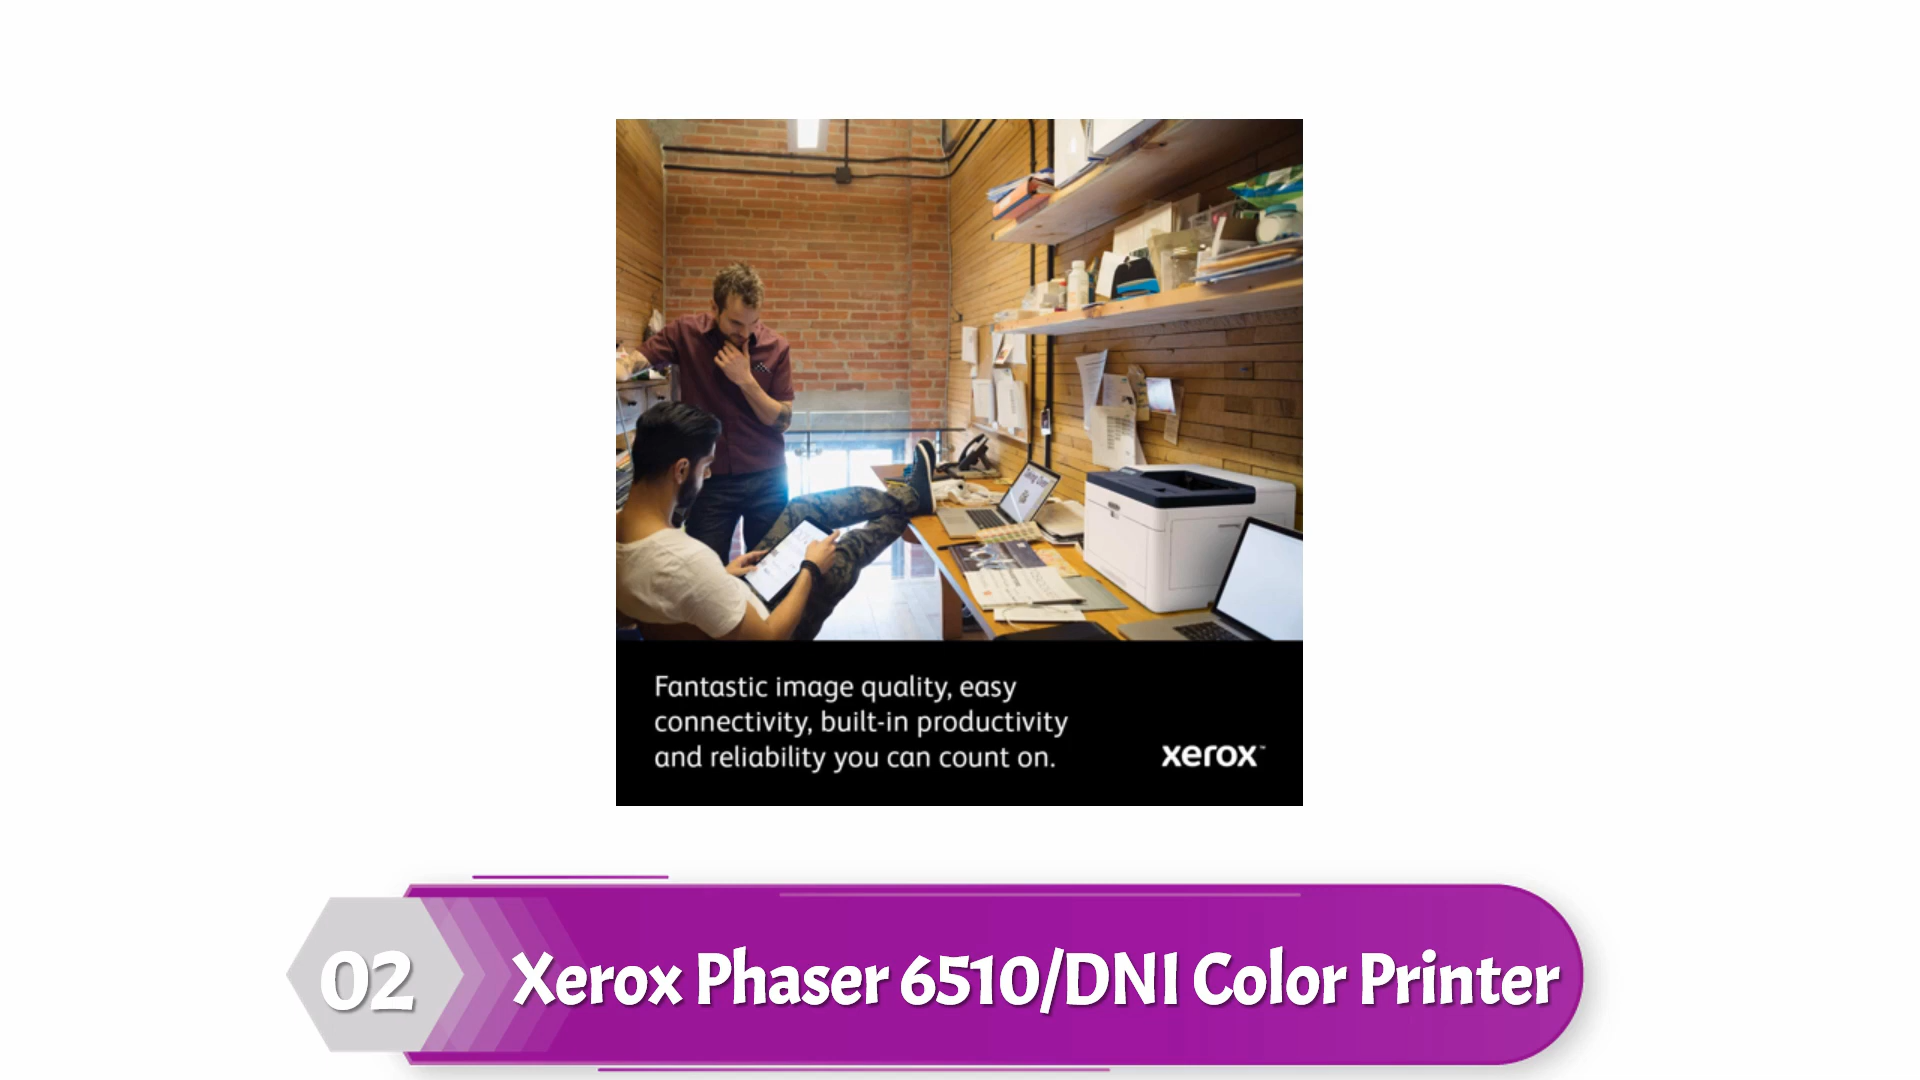 Fantastic image quality, easy
connectivity, built-in productivity
and reliability you can count on.
xerox™
02
Xerox Phaser 6510/DNI Color Printer